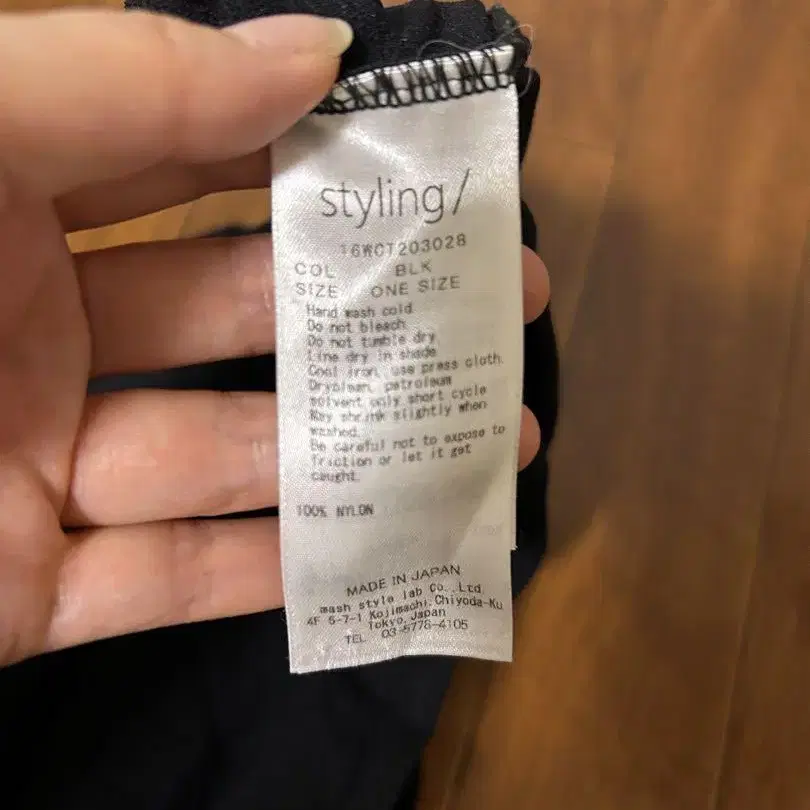 styling/
16WCT203028
COL BLK
SIZE ONE SIZE
Hand wash cold
Do not bleach
Do not tumble dry
Line dry in shade
Cool iron, use press cloth.
Dryclean, petroleum
solvent only short cycle
May shrink slightly when
washed.
Be careful not to expose to
friction or let it get
caught.
100% NYLON
MADE IN JAPAN
mash style lab Co.,Ltd.
4F 5-7-1 Kojimachi,Chiyoda-Ku
Tokyo,Japan
TEL 03-5778-4105